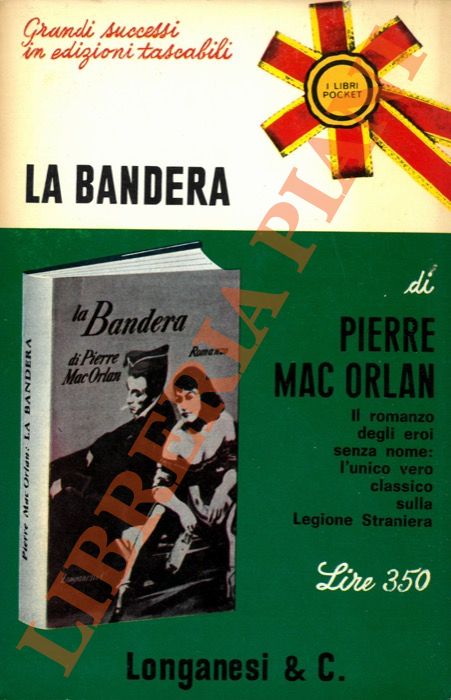 Grandi successi
in edizioni tascabili
I LIBRI
POCKET
LA BANDERA
di
PIERRE
MAC ORLAN
Il romanzo
degli eroi
senza nome:
l'unico vero
classico
sulla
Legione Straniera
Lire 350
la Bandera
di Pierre
Mac Orlan
Romanzo
Longanesi & C.
Pierre Mac Orlan: LA BANDERA
Longanesi & C.
LIBRERIA PIANI